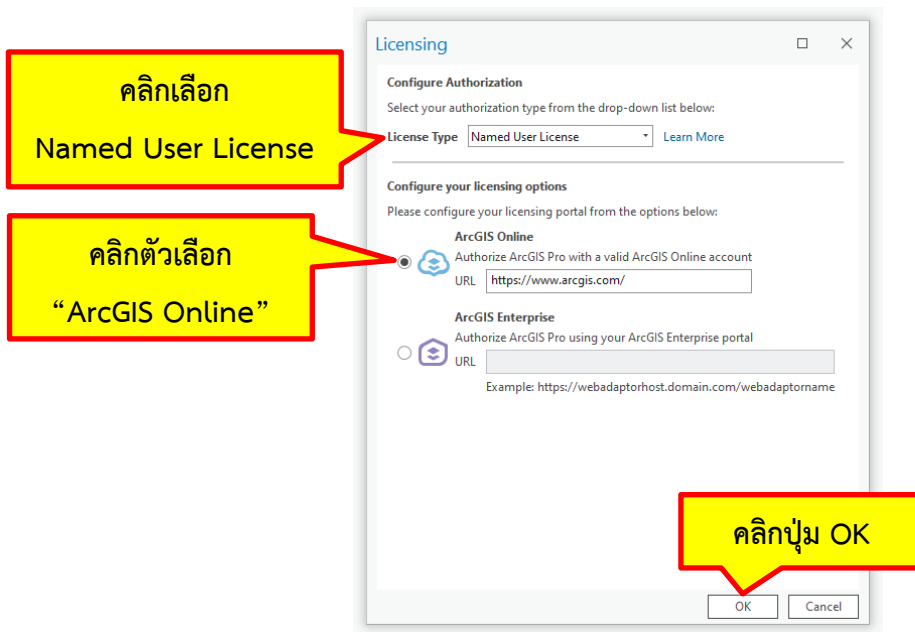 Licensing
คลิกเลือก
Named User License
Configure Authorization
Select your authorization type from the drop-down list below:
License Type Named User License Learn More
Configure your licensing options
Please configure your licensing portal from the options below:
คลิกตัวเลือก
“ArcGIS Online”
ArcGIS Online
Authorize ArcGIS Pro with a valid ArcGIS Online account
URL https://www.arcgis.com/
ArcGIS Enterprise
Authorize ArcGIS Pro using your ArcGIS Enterprise portal
URL
Example: https://webadaptorhost.domain.com/webadaptorname
คลิกปุ่ม OK
OK Cancel